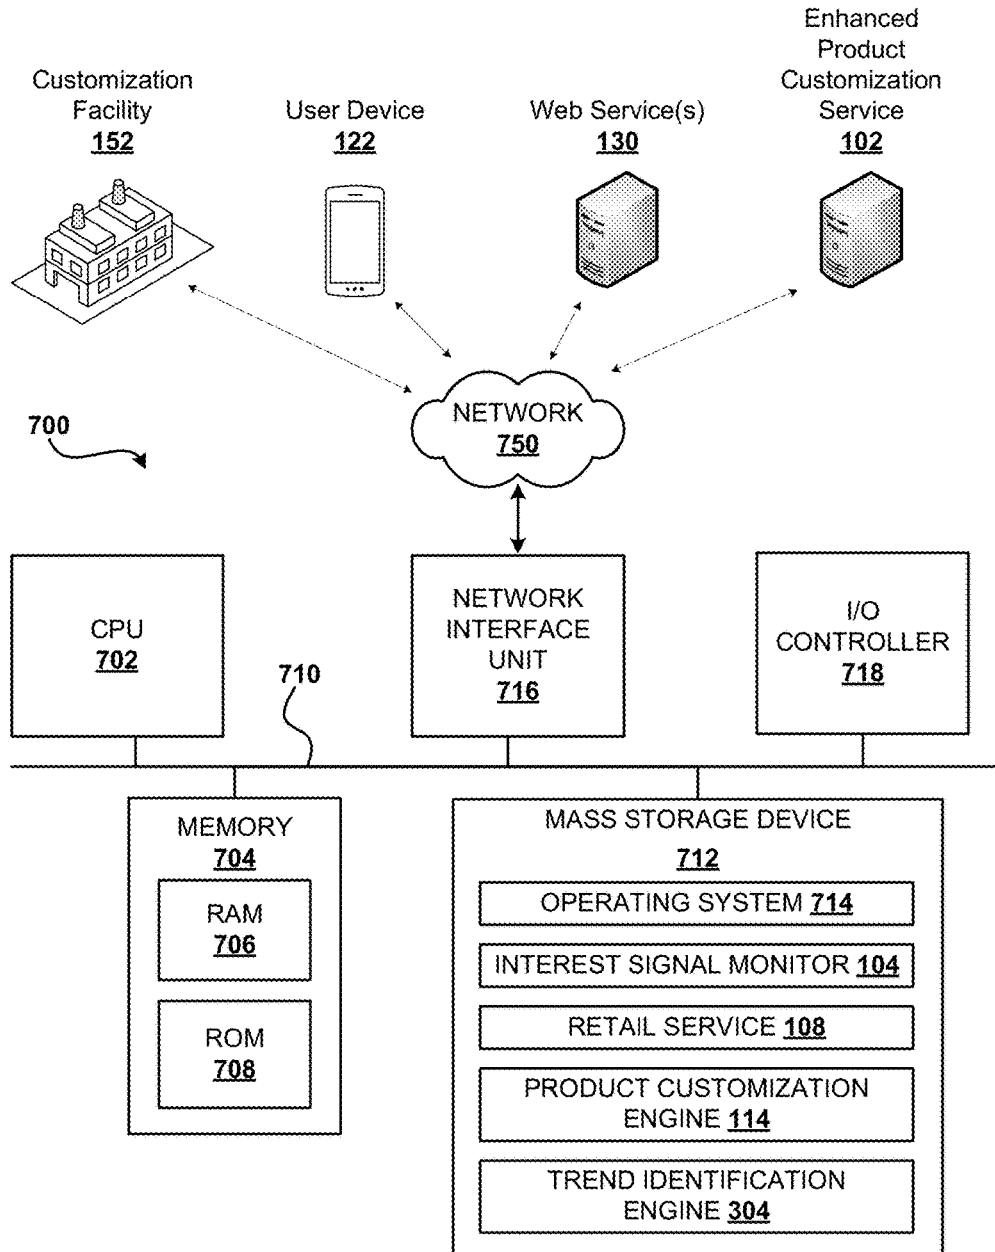 Customization
Facility
152
User Device
122
Web Service(s)
130
Enhanced
Product
Customization
Service
102
NETWORK
750
700
CPU
702
NETWORK
INTERFACE
UNIT
716
I/O
CONTROLLER
718
710
MEMORY
704
RAM
706
ROM
708
MASS STORAGE DEVICE
712
OPERATING SYSTEM 714
INTEREST SIGNAL MONITOR 104
RETAIL SERVICE 108
PRODUCT CUSTOMIZATION
ENGINE 114
TREND IDENTIFICATION
ENGINE 304